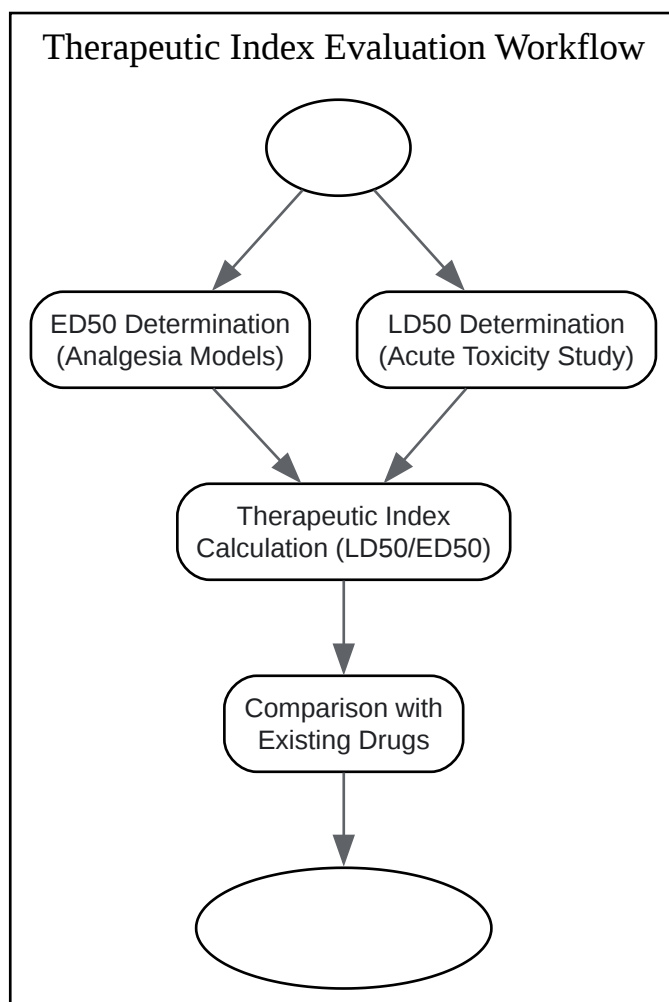 Therapeutic Index Evaluation Workflow
ED50 Determination
(Analgesia Models)
LD50 Determination
(Acute Toxicity Study)
Therapeutic Index
Calculation (LD50/ED50)
Comparison with
Existing Drugs